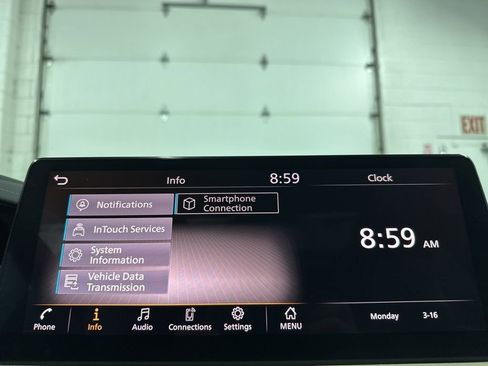 EXIT
Info
8:59
Clock
Notifications
Smartphone
Connection
InTouch Services
System
Information
Vehicle Data
Transmission
8:59 AM
Phone
Info
Audio
Connections
Settings
MENU
Monday
3-16